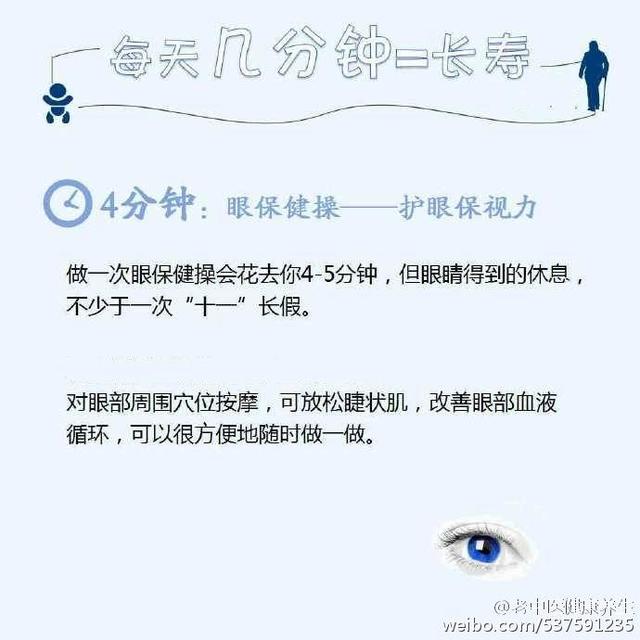 每天几分钟=长寿
4分钟：眼保健操——护眼保视力
做一次眼保健操会花去你4-5分钟，但眼睛得到的休息，
不少于一次“十一”长假。
对眼部周围穴位按摩，可放松睫状肌，改善眼部血液
循环，可以很方便地随时做一做。
@老中医健康养生
weibo.com/537591235